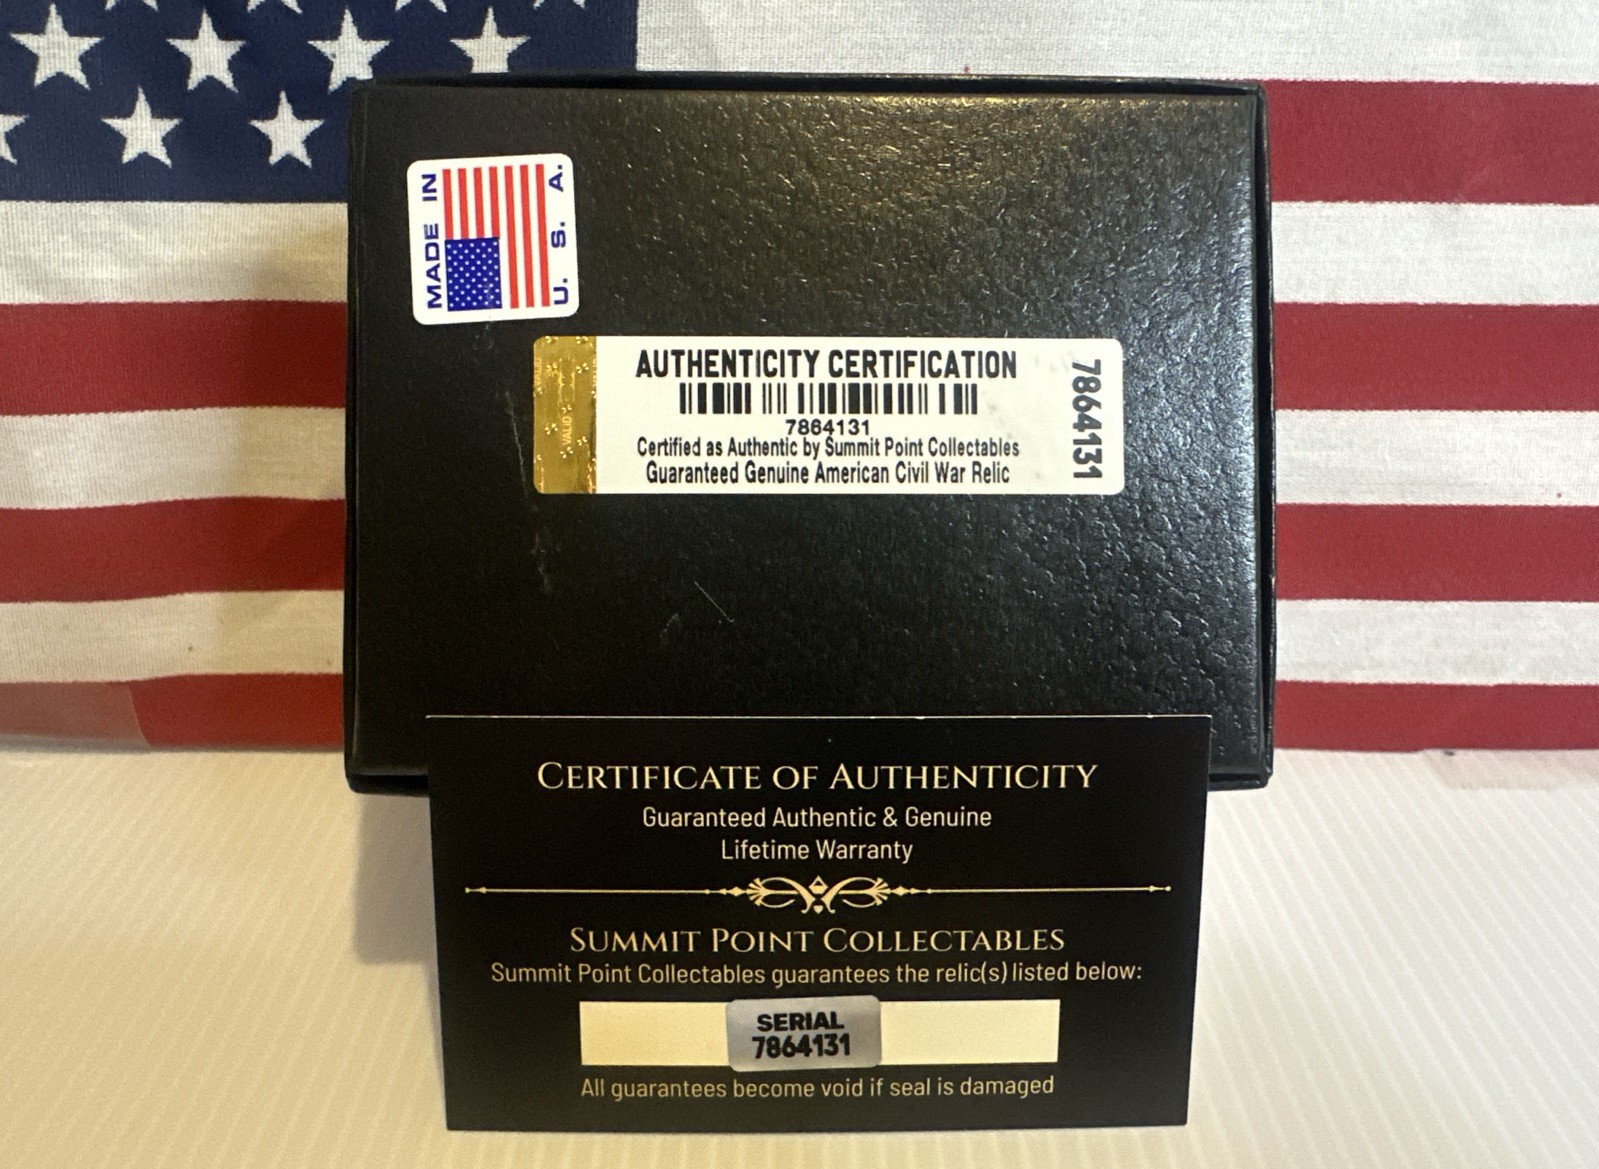 MADE IN
U. S. A.
VALID
AUTHENTICITY CERTIFICATION
7864131
Certified as Authentic by Summit Point Collectables
Guaranteed Genuine American Civil War Relic
7864131
CERTIFICATE OF AUTHENTICITY
Guaranteed Authentic & Genuine
Lifetime Warranty
SUMMIT POINT COLLECTABLES
Summit Point Collectables guarantees the relic(s) listed below:
SERIAL
7864131
All guarantees become void if seal is damaged